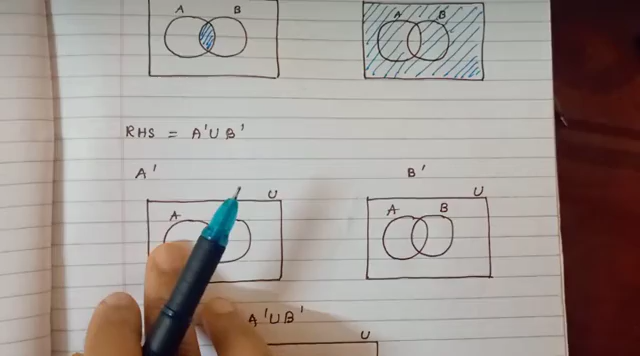 A B
A B
RHS = A'UB'
A' B'
U U
A A B
A'UB'
U